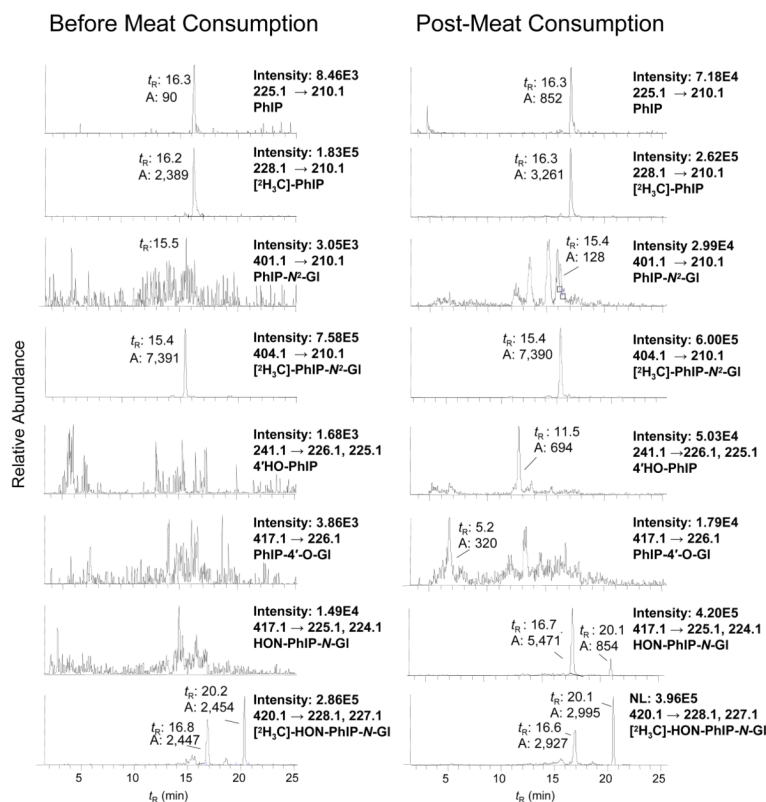 Before Meat Consumption
tR: 16.3
A: 90
Intensity: 8.46E3
225.1 → 210.1
PhIP
tR: 16.2
A: 2,389
Intensity: 1.83E5
228.1 → 210.1
[²H₃C]-PhIP
tR:15.5
Intensity: 3.05E3
401.1 → 210.1
PhIP-N²-Gl
tR: 15.4
A: 7,391
Intensity: 7.58E5
404.1 → 210.1
[²H₃C]-PhIP-N²-Gl
Intensity: 1.68E3
241.1 → 226.1, 225.1
4′HO-PhIP
Intensity: 3.86E3
417.1 → 226.1
PhIP-4′-O-Gl
Intensity: 1.49E4
417.1 → 225.1, 224.1
HON-PhIP-N-Gl
tR: 16.8
A: 2,447
tR: 20.2
A: 2,454
Intensity: 2.86E5
420.1 → 228.1, 227.1
[²H₃C]-HON-PhIP-N-Gl
5 10 15 20 25
tR (min)
Relative Abundance
Post-Meat Consumption
tR: 16.3
A: 852
Intensity: 7.18E4
225.1 → 210.1
PhIP
tR: 16.3
A: 3,261
Intensity: 2.62E5
228.1 → 210.1
[²H₃C]-PhIP
tR: 15.4
A: 128
Intensity 2.99E4
401.1 → 210.1
PhIP-N²-Gl
tR: 15.4
A: 7,390
Intensity: 6.00E5
404.1 → 210.1
[²H₃C]-PhIP-N²-Gl
tR : 11.5
A: 694
Intensity: 5.03E4
241.1 →226.1, 225.1
4′HO-PhIP
tR: 5.2
A: 320
Intensity: 1.79E4
417.1 → 226.1
PhIP-4′-O-Gl
tR: 16.7
A: 5,471
tR: 20.1
A: 854
Intensity: 4.20E5
417.1 → 225.1, 224.1
HON-PhIP-N-Gl
tR: 16.6
A: 2,927
tR: 20.1
A: 2,995
NL: 3.96E5
420.1 → 228.1, 227.1
[²H₃C]-HON-PhIP-N-Gl
5 10 15 20 25
tR (min)